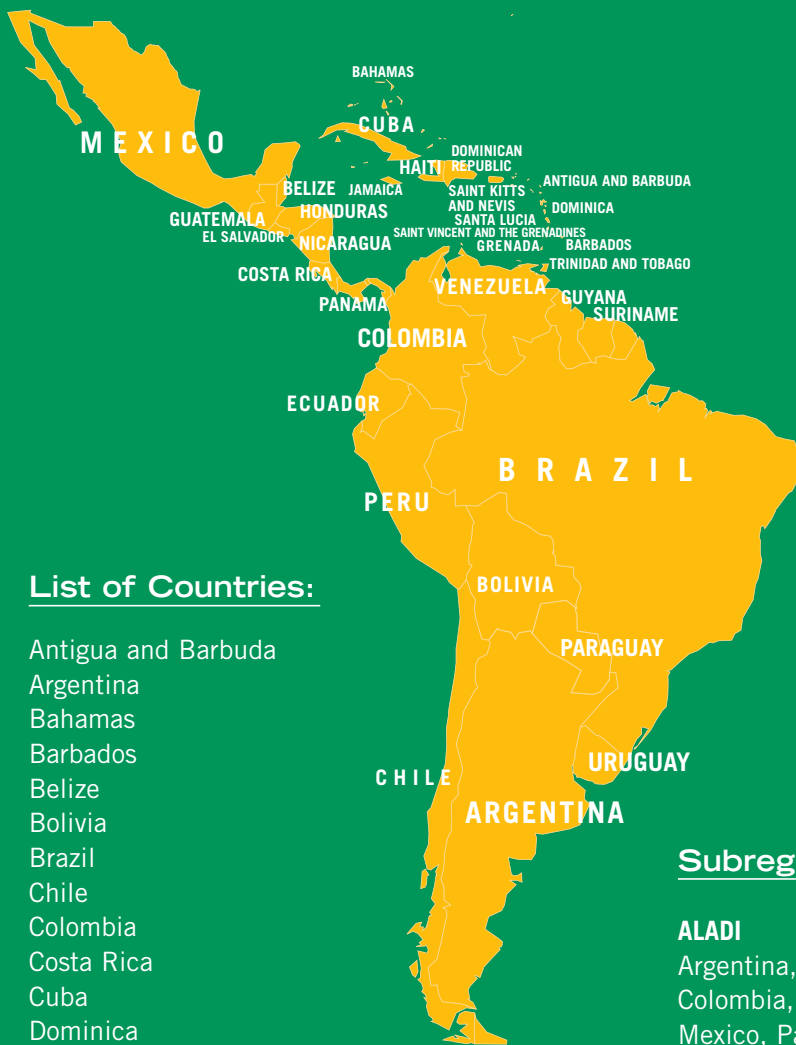 BAHAMAS
CUBA
MEXICO
DOMINICAN
REPUBLIC
HAITI
ANTIGUA AND BARBUDA
BELIZE
JAMAICA
SAINT KITTS
AND NEVIS
DOMINICA
HONDURAS
GUATEMALA
SANTA LUCIA
EL SALVADOR
SAINT VINCENT AND THE GRENADINES
NICARAGUA
GRENADA
BARBADOS
TRINIDAD AND TOBAGO
COSTA RICA
VENEZUELA
PANAMA
GUYANA
SURINAME
COLOMBIA
ECUADOR
BRAZIL
PERU
BOLIVIA
PARAGUAY
URUGUAY
CHILE
ARGENTINA
List of Countries:
Antigua and Barbuda
Argentina
Bahamas
Barbados
Belize
Bolivia
Brazil
Chile
Colombia
Costa Rica
Cuba
Dominica
Subreg
ALADI
Argentina,
Colombia,
Mexico, Pa